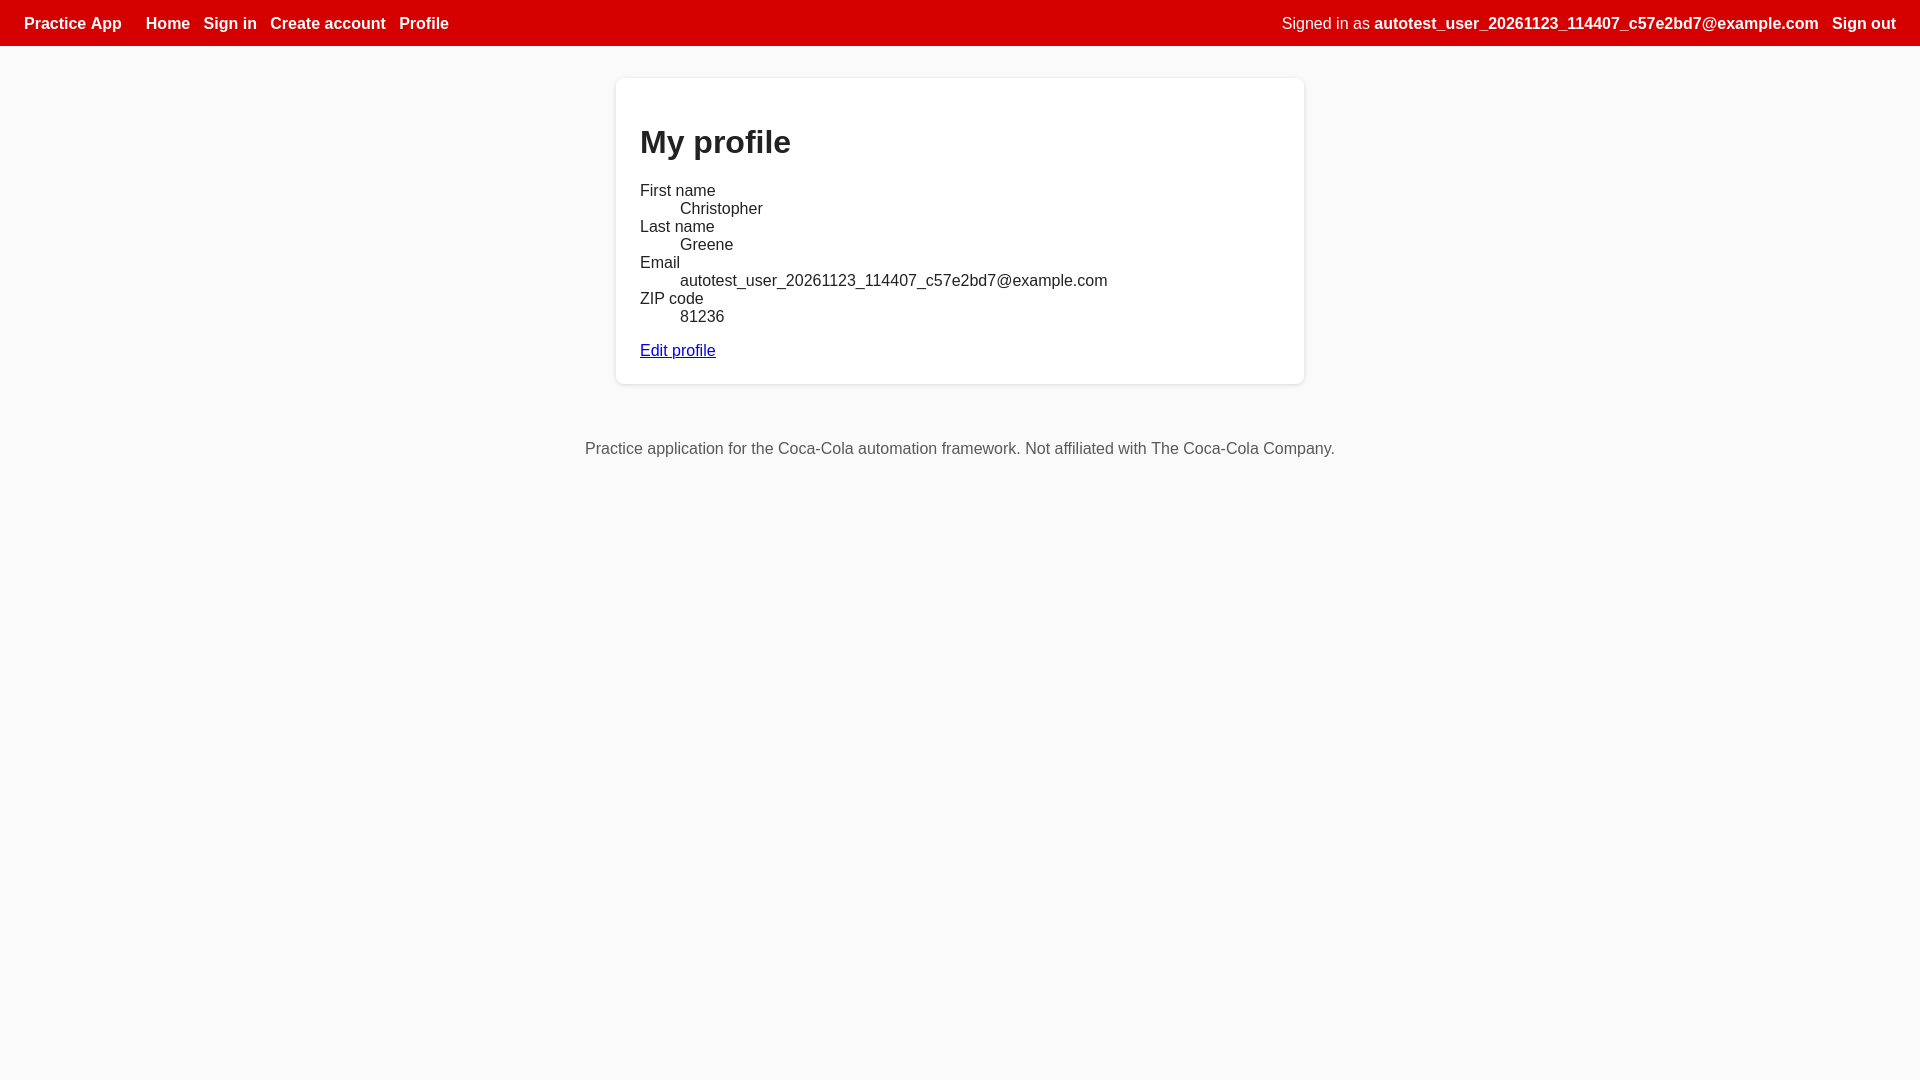 Practice App Home Sign in Create account Profile Signed in as autotest_user_20261123_114407_c57e2bd7@example.com Sign out
My profile
First name
Christopher
Last name
Greene
Email
autotest_user_20261123_114407_c57e2bd7@example.com
ZIP code
81236
Edit profile
Practice application for the Coca-Cola automation framework. Not affiliated with The Coca-Cola Company.